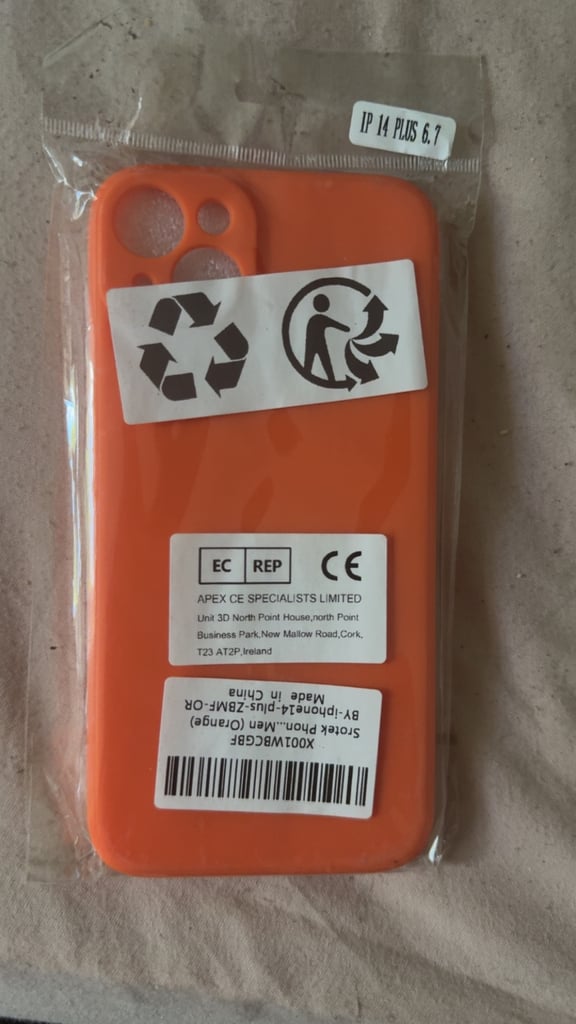 IP 14 PLUS 6.7
EC REP CE
APEX CE SPECIALISTS LIMITED
Unit 3D North Point House,north Point
Business Park,New Mallow Road,Cork,
T23 AT2P,Ireland
X001WBCGBF
Srotek Phon...Men (Orange)
BY-iphone14-plus-ZBMF-OR
Made in China